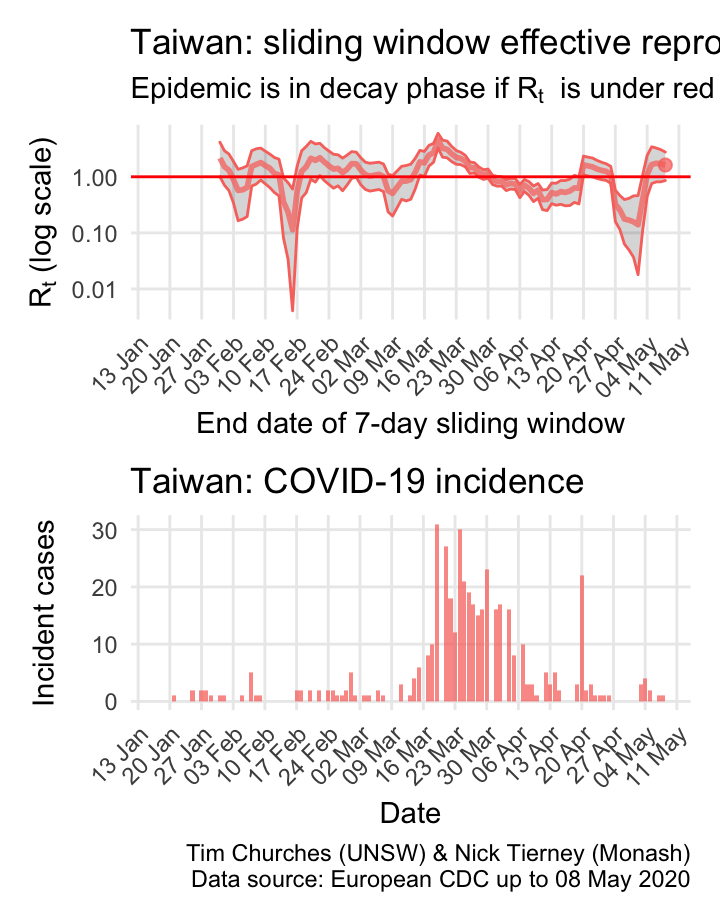 Taiwan: sliding window effective repro
Epidemic is in decay phase if Rt is under red
Rt (log scale)
1.00
0.10
0.01
13 Jan
20 Jan
27 Jan
03 Feb
10 Feb
17 Feb
24 Feb
02 Mar
09 Mar
16 Mar
23 Mar
30 Mar
06 Apr
13 Apr
20 Apr
27 Apr
04 May
11 May
End date of 7-day sliding window
Taiwan: COVID-19 incidence
Incident cases
30
20
10
0
13 Jan
20 Jan
27 Jan
03 Feb
10 Feb
17 Feb
24 Feb
02 Mar
09 Mar
16 Mar
23 Mar
30 Mar
06 Apr
13 Apr
20 Apr
27 Apr
04 May
11 May
Date
Tim Churches (UNSW) & Nick Tierney (Monash)
Data source: European CDC up to 08 May 2020